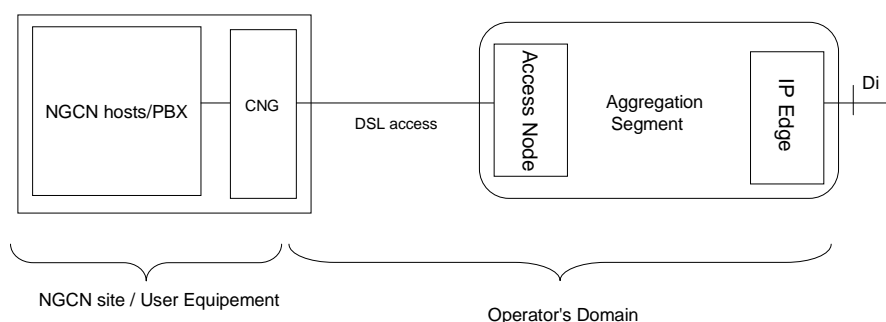 NGCN hosts/PBX
CNG
DSL access
Access Node
Aggregation
Segment
IP Edge
Di
NGCN site / User Equipement
Operator's Domain